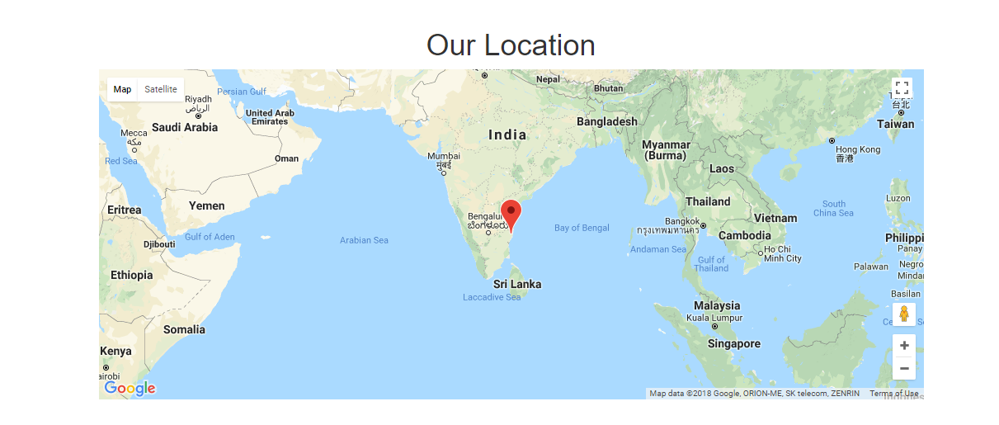 Our Location
Map
Satellite
Persian Gulf
Nepal
Bhutan
Riyadh
الرياض
Saudi Arabia
United Arab
Emirates
Bangladesh
India
台北
Taiwan
Mecca
مكة
Myanmar
(Burma)
Hong Kong
香港
Red Sea
Oman
Mumbai
मुंबई
Laos
Eritrea
Yemen
Luzon
Thailand
South
China Sea
Bengaluru
ಬೆಂಗಳೂರು
Bay of Bengal
Bangkok
กรุงเทพมหานคร
Vietnam
Cambodia
Gulf of Aden
Arabian Sea
Djibouti
Andaman Sea
Philippi
Panay
Ho Chi
Minh City
Gulf of
Thailand
Palawan
Negro
Ethiopia
Mindan
Sri Lanka
Laccadive Sea
Basilan
Malaysia
Kuala Lumpur
Somalia
Singapore
Kenya
airobi
Google
Map data ©2018 Google, ORION-ME, SK telecom, ZENRIN
Terms of Use